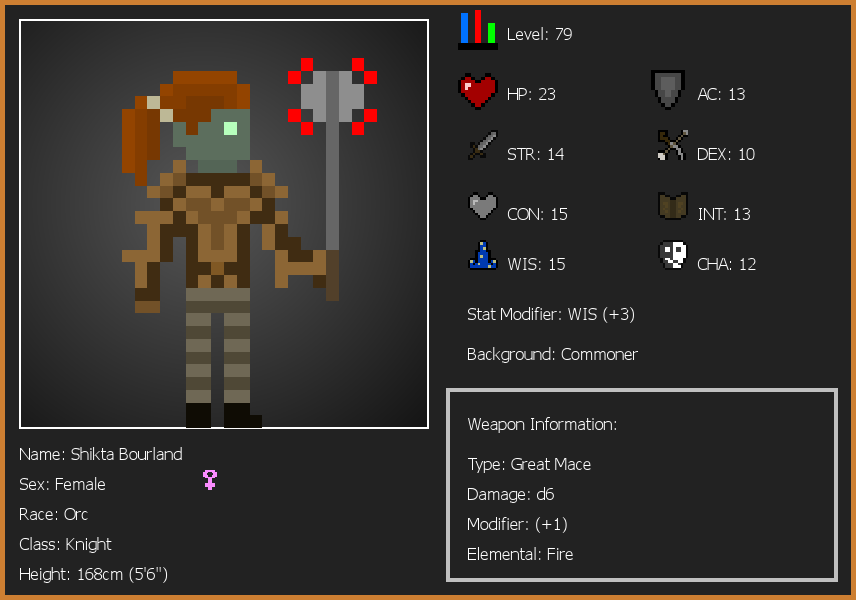 Level: 79
HP: 23
AC: 13
STR: 14
DEX: 10
CON: 15
INT: 13
WIS: 15
CHA: 12
Stat Modifier: WIS (+3)
Background: Commoner
Weapon Information:
Type: Great Mace
Damage: d6
Modifier: (+1)
Elemental: Fire
Name: Shikta Bourland
Sex: Female
Race: Orc
Class: Knight
Height: 168cm (5'6")